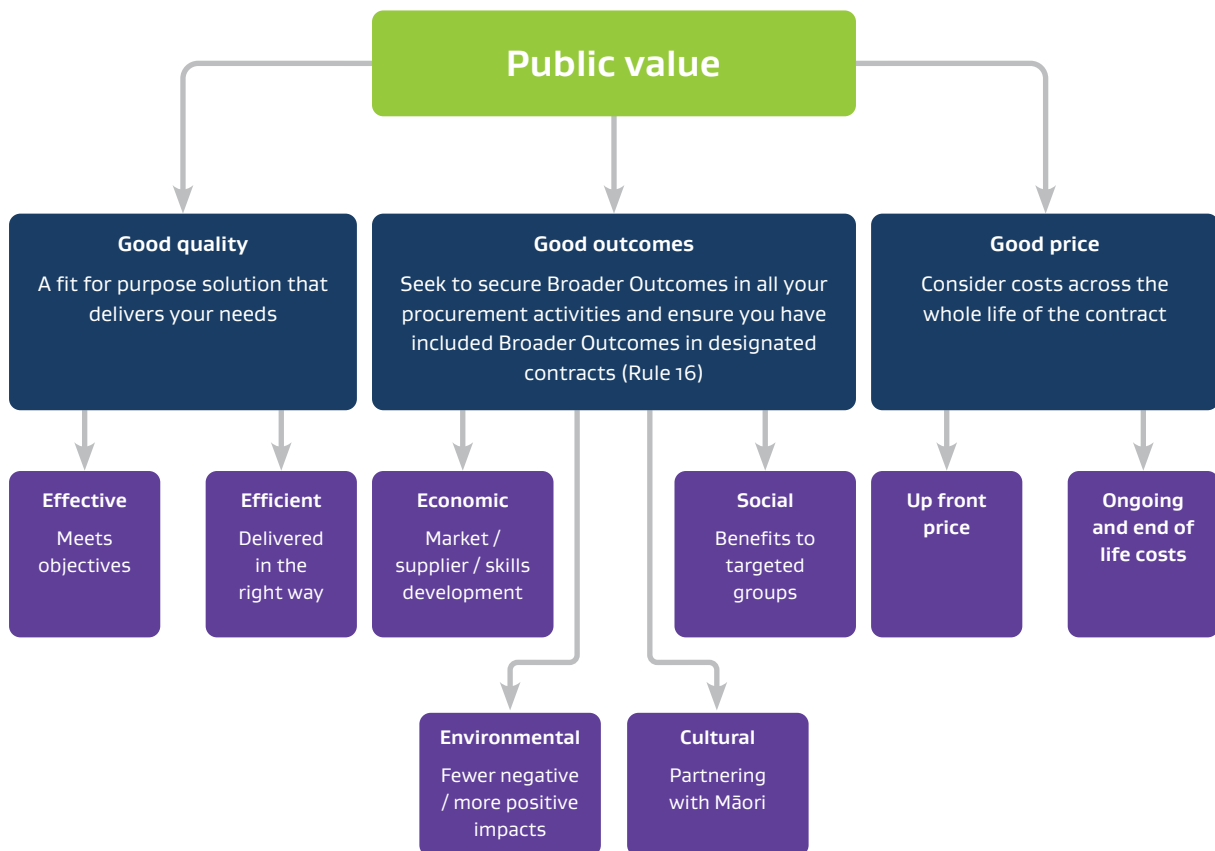 Public value
Good quality
A fit for purpose solution that
delivers your needs
Good outcomes
Seek to secure Broader Outcomes in all your
procurement activities and ensure you have
included Broader Outcomes in designated
contracts (Rule 16)
Good price
Consider costs across the
whole life of the contract
Effective
Meets
objectives
Efficient
Delivered
in the
right way
Economic
Market /
supplier / skills
development
Social
Benefits to
targeted
groups
Up front
price
Ongoing
and end of
life costs
Environmental
Fewer negative
/ more positive
impacts
Cultural
Partnering
with Māori